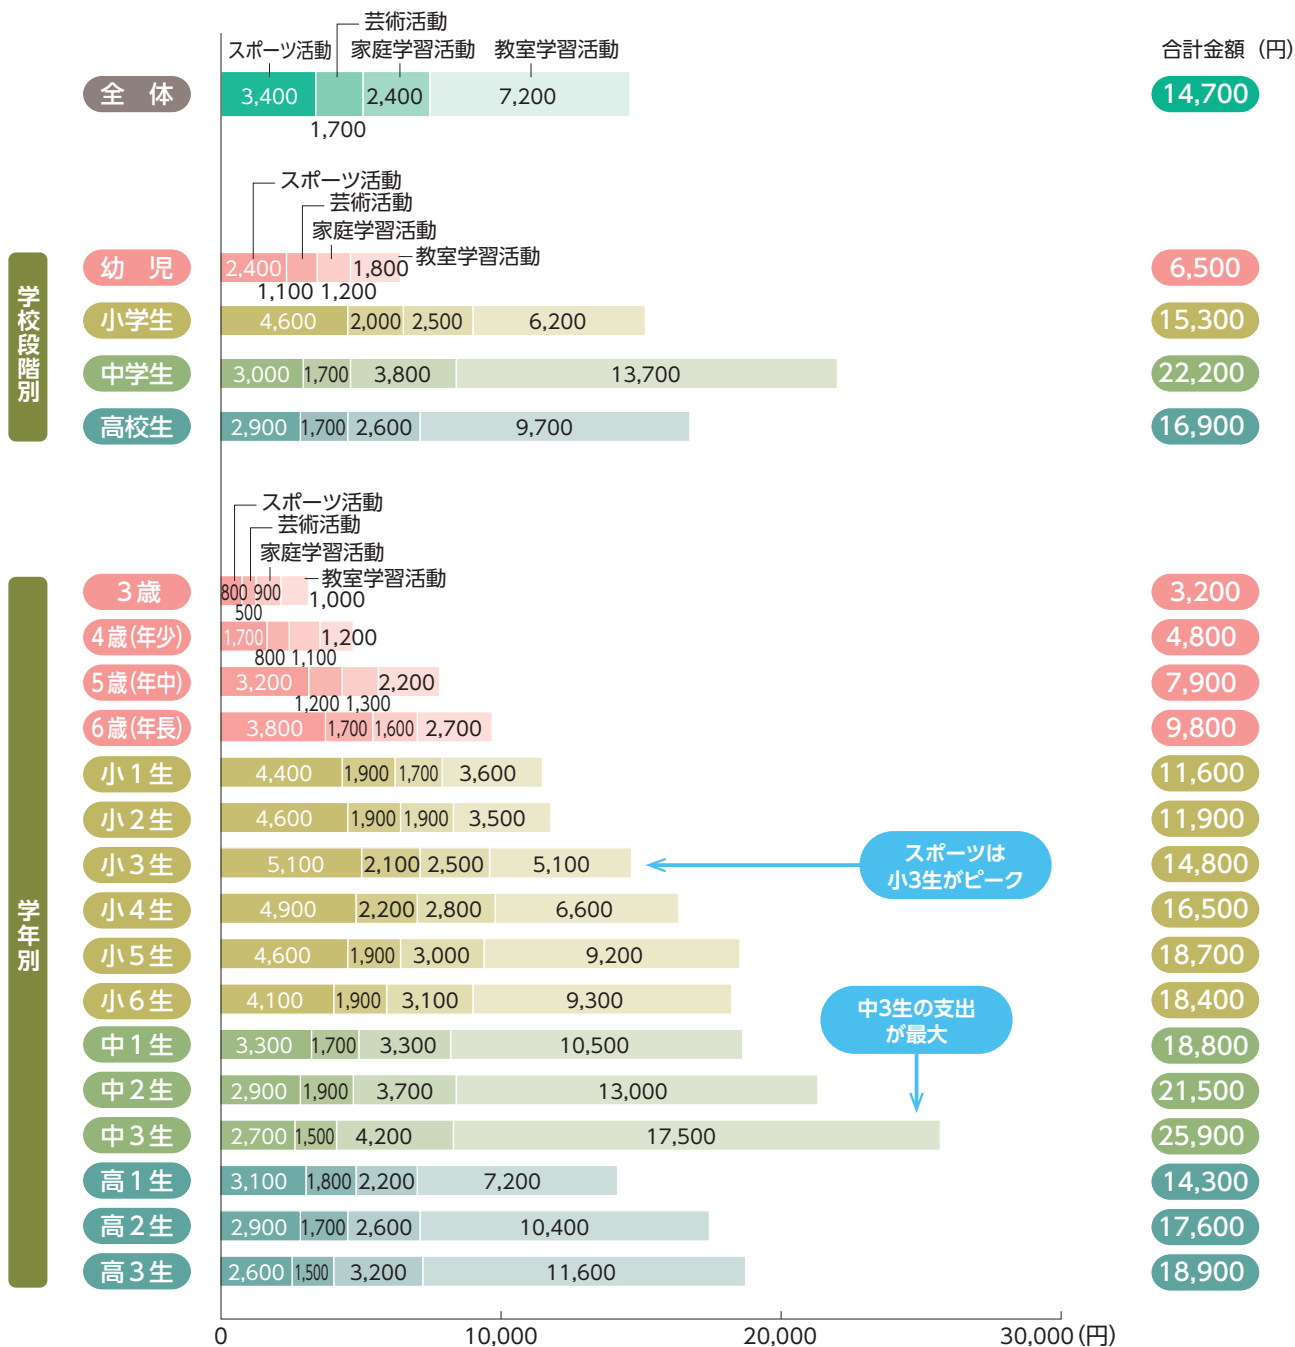 芸術活動
スポーツ活動 家庭学習活動 教室学習活動 合計金額（円）
全 体 3,400 2,400 7,200 14,700
1,700
スポーツ活動
芸術活動
家庭学習活動
教室学習活動
学校段階別
幼 児 2,400 1,800 6,500
1,100 1,200
小学生 4,600 2,000 2,500 6,200 15,300
中学生 3,000 1,700 3,800 13,700 22,200
高校生 2,900 1,700 2,600 9,700 16,900
スポーツ活動
芸術活動
家庭学習活動
教室学習活動
学年別
3歳 800 900 1,000 3,200
500
4歳(年少) 1,700 1,200 4,800
800 1,100
5歳(年中) 3,200 2,200 7,900
1,200 1,300
6歳(年長) 3,800 1,700 1,600 2,700 9,800
小1生 4,400 1,900 1,700 3,600 11,600
小2生 4,600 1,900 1,900 3,500 11,900
小3生 5,100 2,100 2,500 5,100 14,800
スポーツは
小3生がピーク
小4生 4,900 2,200 2,800 6,600 16,500
小5生 4,600 1,900 3,000 9,200 18,700
小6生 4,100 1,900 3,100 9,300 18,400
中3生の支出
が最大
中1生 3,300 1,700 3,300 10,500 18,800
中2生 2,900 1,900 3,700 13,000 21,500
中3生 2,700 1,500 4,200 17,500 25,900
高1生 3,100 1,800 2,200 7,200 14,300
高2生 2,900 1,700 2,600 10,400 17,600
高3生 2,600 1,500 3,200 11,600 18,900
0 10,000 20,000 30,000(円)